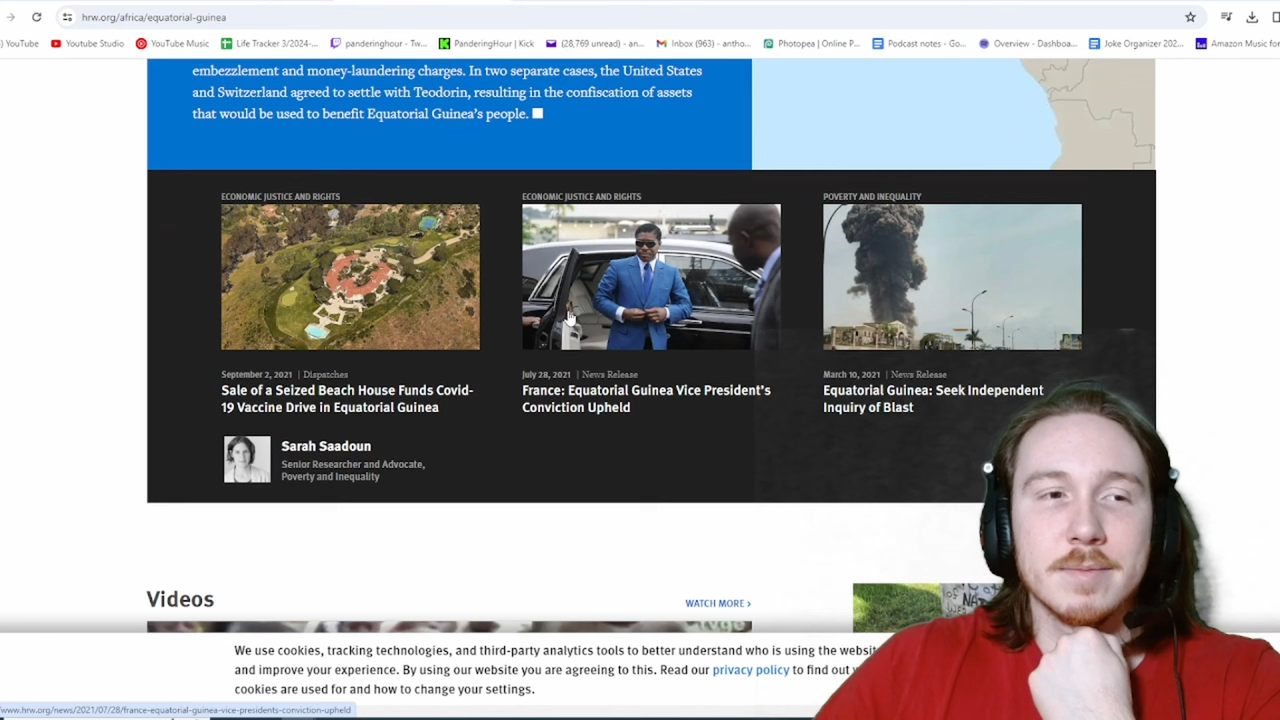 hrw.org/africa/equatorial-guinea
YouTube
YouTube Studio
YouTube Music
Life Tracker 3/2024-...
panderinghour - Tw...
PanderingHour | Kick
(28,769 unread) - an...
Inbox (963) - antho...
Photopea | Online P...
Podcast notes - Go...
Overview - Dashboa...
Joke Organizer 202...
Amazon Music fo
embezzlement and money-laundering charges. In two separate cases, the United States
and Switzerland agreed to settle with Teodorin, resulting in the confiscation of assets
that would be used to benefit Equatorial Guinea's people.
ECONOMIC JUSTICE AND RIGHTS
September 2, 2021 | Dispatches
Sale of a Seized Beach House Funds Covid-
19 Vaccine Drive in Equatorial Guinea
Sarah Saadoun
Senior Researcher and Advocate,
Poverty and Inequality
ECONOMIC JUSTICE AND RIGHTS
July 28, 2021 | News Release
France: Equatorial Guinea Vice President's
Conviction Upheld
POVERTY AND INEQUALITY
March 10, 2021 | News Release
Equatorial Guinea: Seek Independent
Inquiry of Blast
Videos
WATCH MORE >
We use cookies, tracking technologies, and third-party analytics tools to better understand who is using the
and improve your experience. By using our website you are agreeing to this. Read our privacy policy to find out
cookies are used for and how to change your settings.
www.hrw.org/news/2021/07/28/france-equatorial-guinea-vice-presidents-conviction-upheld